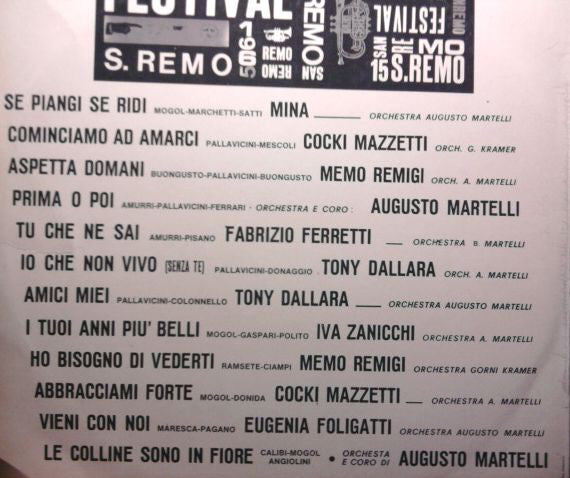 FESTIVAL
S. REMO
1965
REMO
SAN REMO
FESTIVAL
SAN REMO
15 S.REMO
SE PIANGI SE RIDI MOGOL-MARCHETTI-SATTI MINA ORCHESTRA AUGUSTO MARTELLI
COMINCIAMO AD AMARCI PALLAVICINI-MESCOLI COCKI MAZZETTI ORCH. G. KRAMER
ASPETTA DOMANI BUONGUSTO-PALLAVICINI-BUONGUSTO MEMO REMIGI ORCH. A. MARTELLI
PRIMA O POI AMURRI-PALLAVICINI-FERRARI - ORCHESTRA E CORO: AUGUSTO MARTELLI
TU CHE NE SAI AMURRI-PISANO FABRIZIO FERRETTI — ORCHESTRA B. MARTELLI
IO CHE NON VIVO (SENZA TE) PALLAVICINI-DONAGGIO . TONY DALLARA ORCH. A. MARTELLI
AMICI MIEI PALLAVICINI-COLONNELLO TONY DALLARA — ORCHESTRA AUGUSTO MARTELLI
I TUOI ANNI PIU' BELLI MOGOL-GASPARI-POLITO IVA ZANICCHI ORCHESTRA A. MARTELLI
HO BISOGNO DI VEDERTI RAMSETE-CIAMPI MEMO REMIGI ORCHESTRA GORNI KRAMER
ABBRACCIAMI FORTE MOGOL-DONIDA COCKI MAZZETTI — ORCHESTRA A. MARTELLI
VIENI CON NOI MARESCA-PAGANO EUGENIA FOLIGATTI ORCHESTRA AUGUSTO MARTELLI
LE COLLINE SONO IN FIORE CALIBI-MOGOL ANGIOLINI • ORCHESTA E CORO DI AUGUSTO MARTELLI